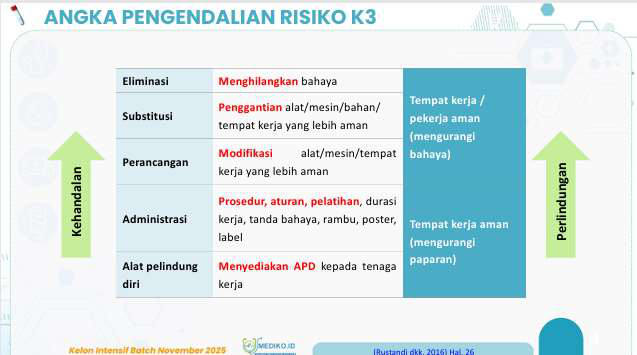 ANGKA PENGENDALIAN RISIKO K3
Kehandalan
Eliminasi
Menghilangkan bahaya
Substitusi
Penggantian alat/mesin/bahan/
tempat kerja yang lebih aman
Perancangan
Modifikasi alat/mesin/tempat
kerja yang lebih aman
Administrasi
Prosedur, aturan, pelatihan, durasi
kerja, tanda bahaya, rambu, poster,
label
Alat pelindung
diri
Menyediakan APD kepada tenaga
kerja
Tempat kerja /
pekerja aman
(mengurangi
bahaya)
Tempat kerja aman
(mengurangi
paparan)
Perlindungan
Kelon Intensif Batch November 2025
MEDIKO.ID
(Rustandi dkk, 2016) Hal. 26